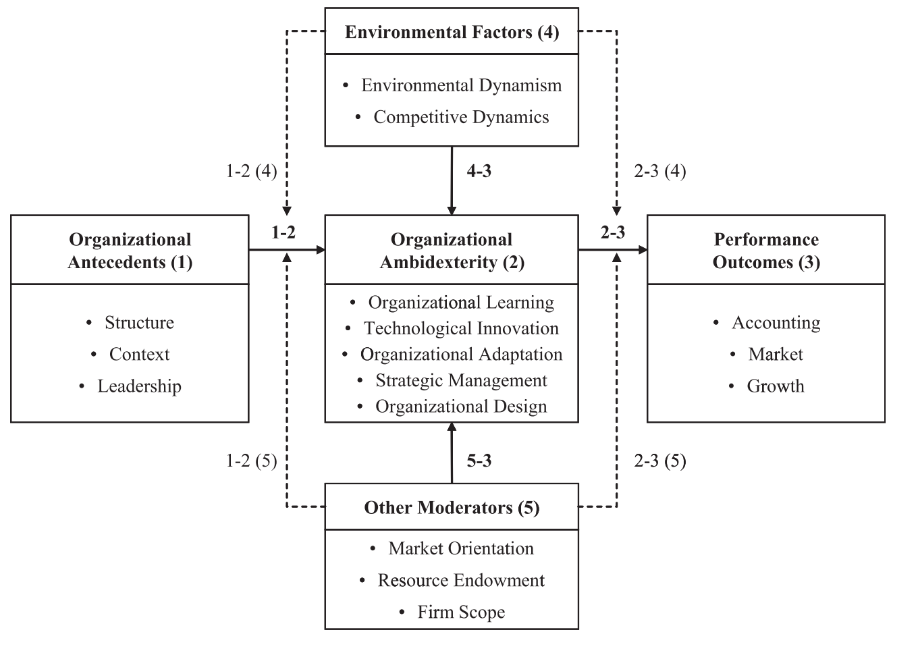 Environmental Factors (4)
• Environmental Dynamism
• Competitive Dynamics
1-2 (4)
4-3
2-3 (4)
Organizational
Antecedents (1)
• Structure
• Context
• Leadership
1-2
Organizational
Ambidexterity (2)
• Organizational Learning
• Technological Innovation
• Organizational Adaptation
• Strategic Management
• Organizational Design
2-3
Performance
Outcomes (3)
• Accounting
• Market
• Growth
1-2 (5)
5-3
2-3 (5)
Other Moderators (5)
• Market Orientation
• Resource Endowment
• Firm Scope